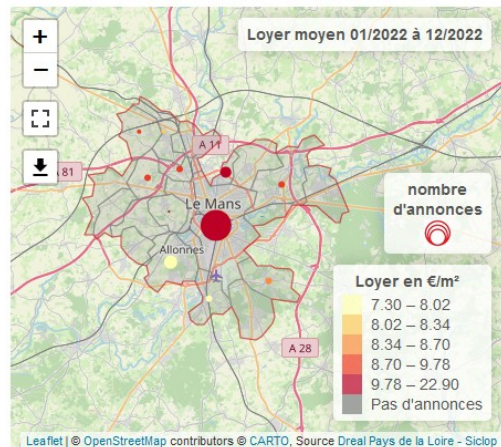 +
Loyer moyen 01/2022 à 12/2022
−
A 11
A 81
Le Mans
nombre
d'annonces
Allonnes
Loyer en €/m²
7.30 – 8.02
8.02 – 8.34
8.34 – 8.70
8.70 – 9.78
9.78 – 22.90
Pas d'annonces
A 28
Leaflet | © OpenStreetMap contributors © CARTO, Source Dreal Pays de la Loire - Siclop